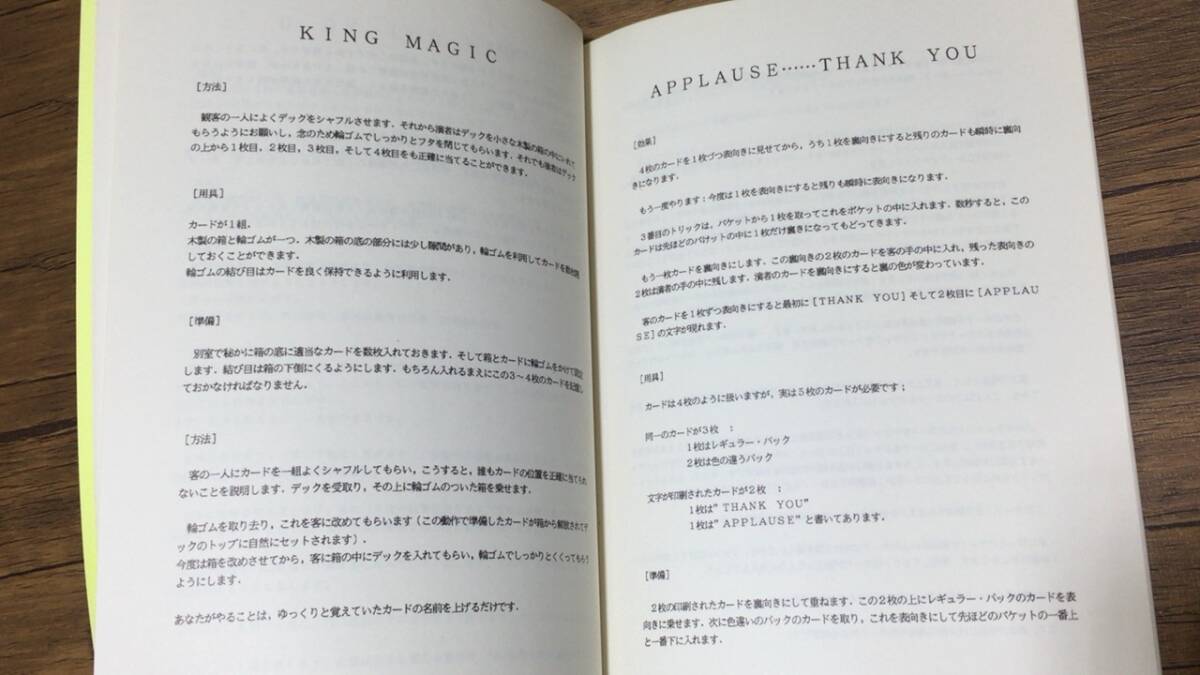 KING MAGIC
[方法]
観客の一人によくデックをシャフルさせます．それから演者はデックを小さな木製の箱の中にいれて
もらうようにお願いし，念のため輪ゴムでしっかりとフタを閉じてもらいます．それでも演者はデック
の上から１枚目，２枚目，３枚目，そして４枚目をも正確に当てることができます．
[用具]
カードが１組．
木製の箱と輪ゴムが一つ．木製の箱の底の部分には少し隙間があり，輪ゴムを利用してカードを数枚隠
しておくことができます．
輪ゴムの結び目はカードを良く保持できるように利用します．
[準備]
別室で秘かに箱の底に適当なカードを数枚入れておきます．そして箱とカードに輪ゴムをかけて
します．結び目は箱の下側にくるようにします．もちろん入れるまえにこの３～４枚のカードを記憶し
ておかなければなりません．
[方法]
客の一人にカードを一組よくシャフルしてもらい，こうすると，誰もカードの位置を正確に当てられ
ないことを説明します．デックを受取り，その上に輪ゴムのついた箱を乗せます．
輪ゴムを取り去り，これを客に改めてもらいます（この動作で準備したカードが箱から解放されてデ
ックのトップに自然にセットされます）．
今度は箱を改めさせてから，客に箱の中にデックを入れてもらい，輪ゴムでしっかりとくくってもらう
ようにします．
あなたがやることは，ゆっくりと覚えていたカードの名前を上げるだけです．
APPLAUSE……THANK YOU
[効果]
４枚のカードを１枚づつ表向きに見せてから，うち１枚を裏向きにすると残りのカードも瞬時に裏向
きになります．
もう一度やります；今度は１枚を表向きにすると残りも瞬時に表向きになります．
３番目のトリックは，パケットから１枚を取ってこれをポケットの中に入れます．数秒すると，この
カードは先ほどのパケットの中に１枚だけ裏きになってもどってきます．
もう一枚カードを裏向きにします．この裏向きの２枚のカードを客の手の中に入れ，残った表向きの
２枚は演者の手の中に残します．演者のカードを裏向きにすると裏の色が変わっています．
客のカードを１枚ずつ表向きにすると最初に［THANK YOU］そして２枚目に［APPLAU
SE］の文字が現れます．
[用具]
カードは４枚のように扱いますが，実は５枚のカードが必要です；
同一のカードが３枚 ：
１枚はレギュラー・バック
２枚は色の違うバック
文字が印刷されたカードが２枚 ：
１枚は”THANK YOU”
１枚は”APPLAUSE”と書いてあります．
[準備]
２枚の印刷されたカードを裏向きにして重ねます．この２枚の上にレギュラー・バックのカードを表
向きに乗せます．次に色違いのバックのカードを取り，これを表向きにして先ほどのパケットの一番上
と一番下に入れます．